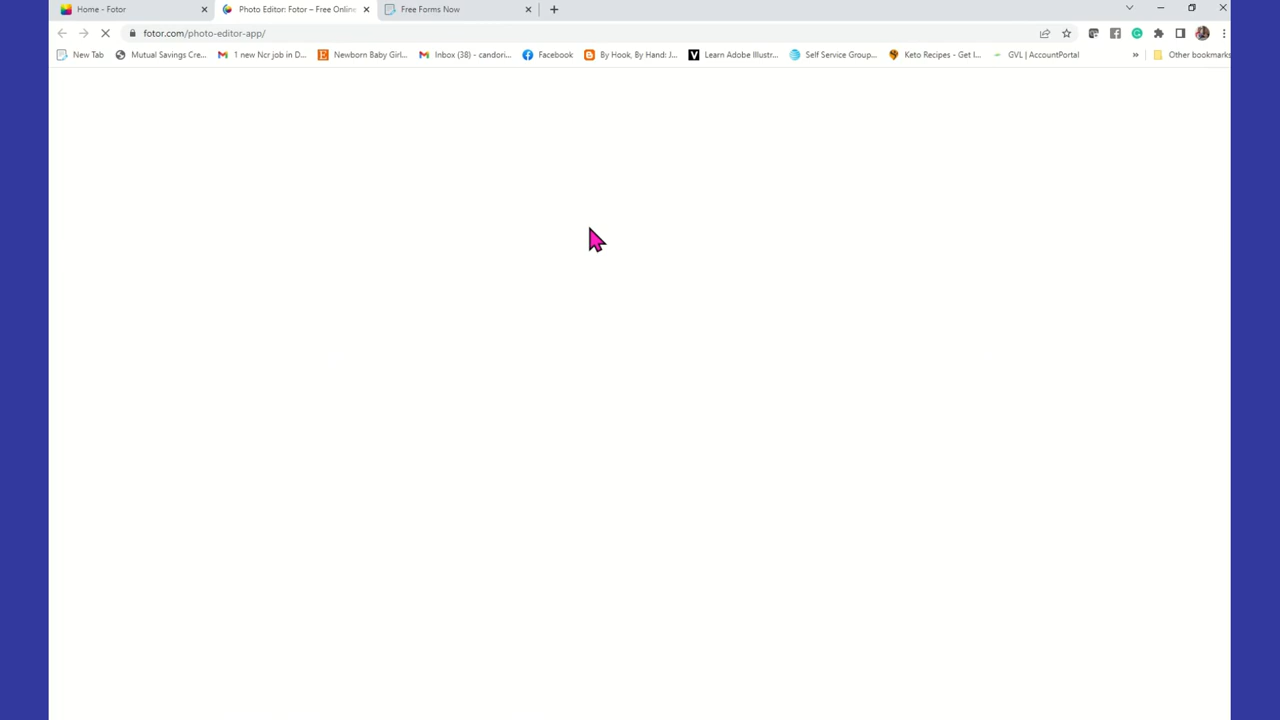 Home - Fotor
Photo Editor: Fotor – Free Online
Free Forms Now
fotor.com/photo-editor-app/
New Tab
Mutual Savings Cre...
1 new Ncr job in D...
Newborn Baby Girl...
Inbox (38) - candori...
Facebook
By Hook, By Hand: J...
Learn Adobe Illustr...
Self Service Group...
Keto Recipes - Get I...
GVL | AccountPortal
»
Other bookmarks